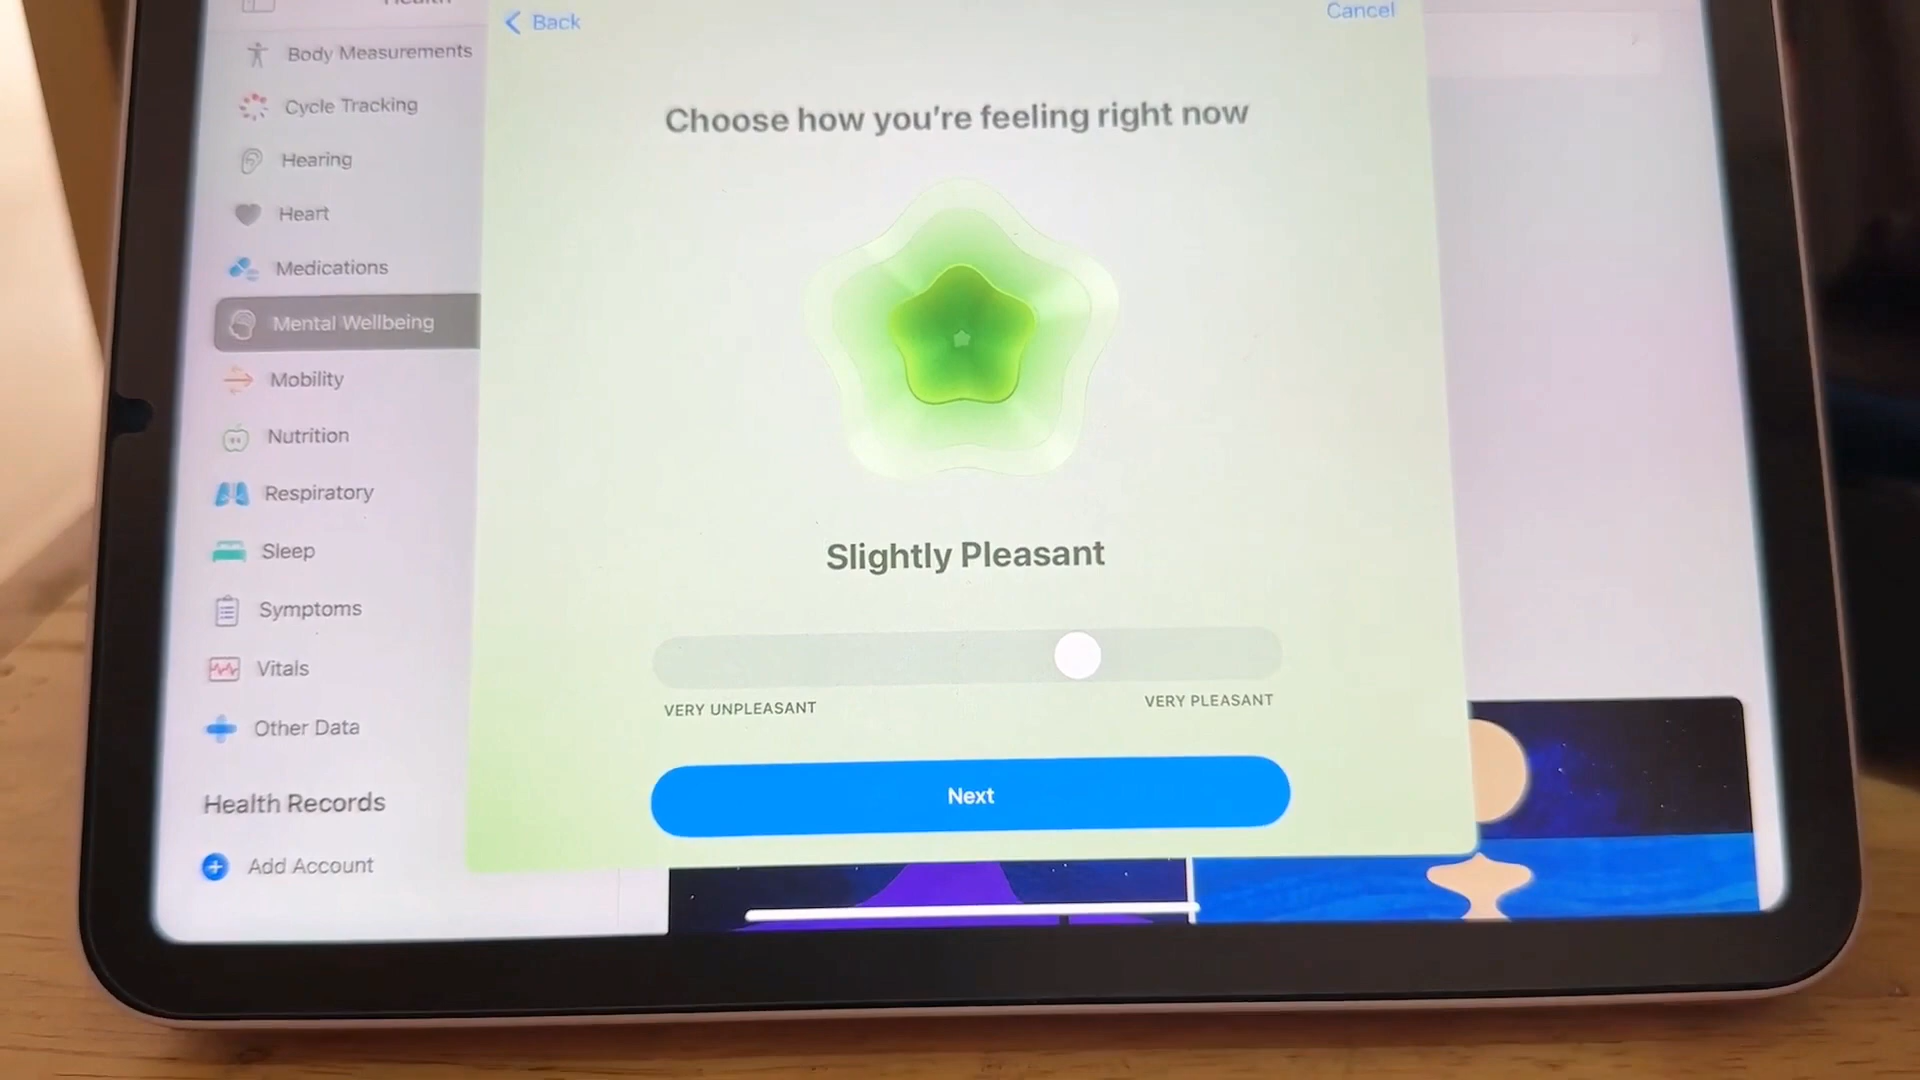 Health
Body Measurements
Cycle Tracking
Hearing
Heart
Medications
Mental Wellbeing
Mobility
Nutrition
Respiratory
Sleep
Symptoms
Vitals
Other Data
Health Records
Add Account
Back
Cancel
Choose how you're feeling right now
Slightly Pleasant
VERY UNPLEASANT
VERY PLEASANT
Next